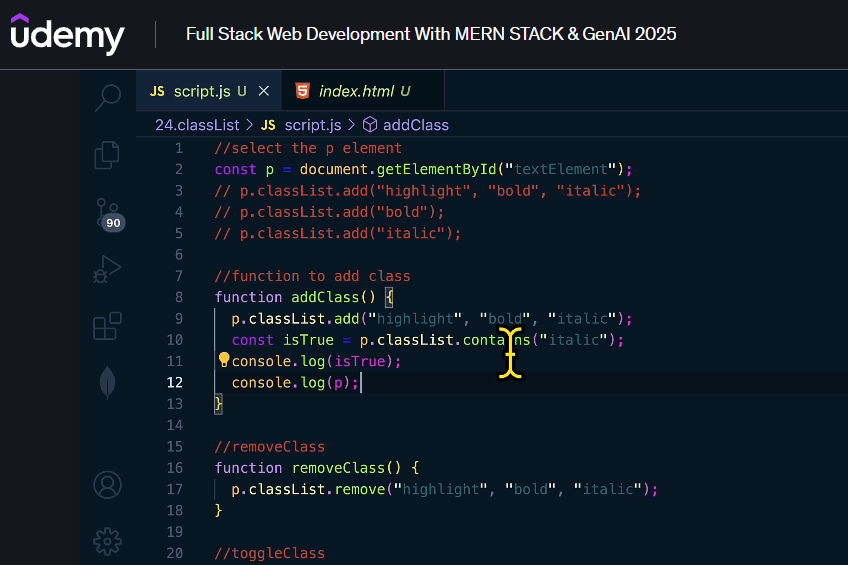 udemy
Full Stack Web Development With MERN STACK & GenAI 2025
JS script.js U ×
5 index.html U
24.classList > JS script.js > addClass
90
1 //select the p element
2 const p = document.getElementById("textElement");
3 // p.classList.add("highlight", "bold", "italic");
4 // p.classList.add("bold");
5 // p.classList.add("italic");
6
7 //function to add class
8 function addClass() {
9 p.classList.add("highlight", "bold", "italic");
10 const isTrue = p.classList.contains("italic");
11 console.log(isTrue);
12 console.log(p);
13 }
14
15 //removeClass
16 function removeClass() {
17 p.classList.remove("highlight", "bold", "italic");
18 }
19
20 //toggleClass